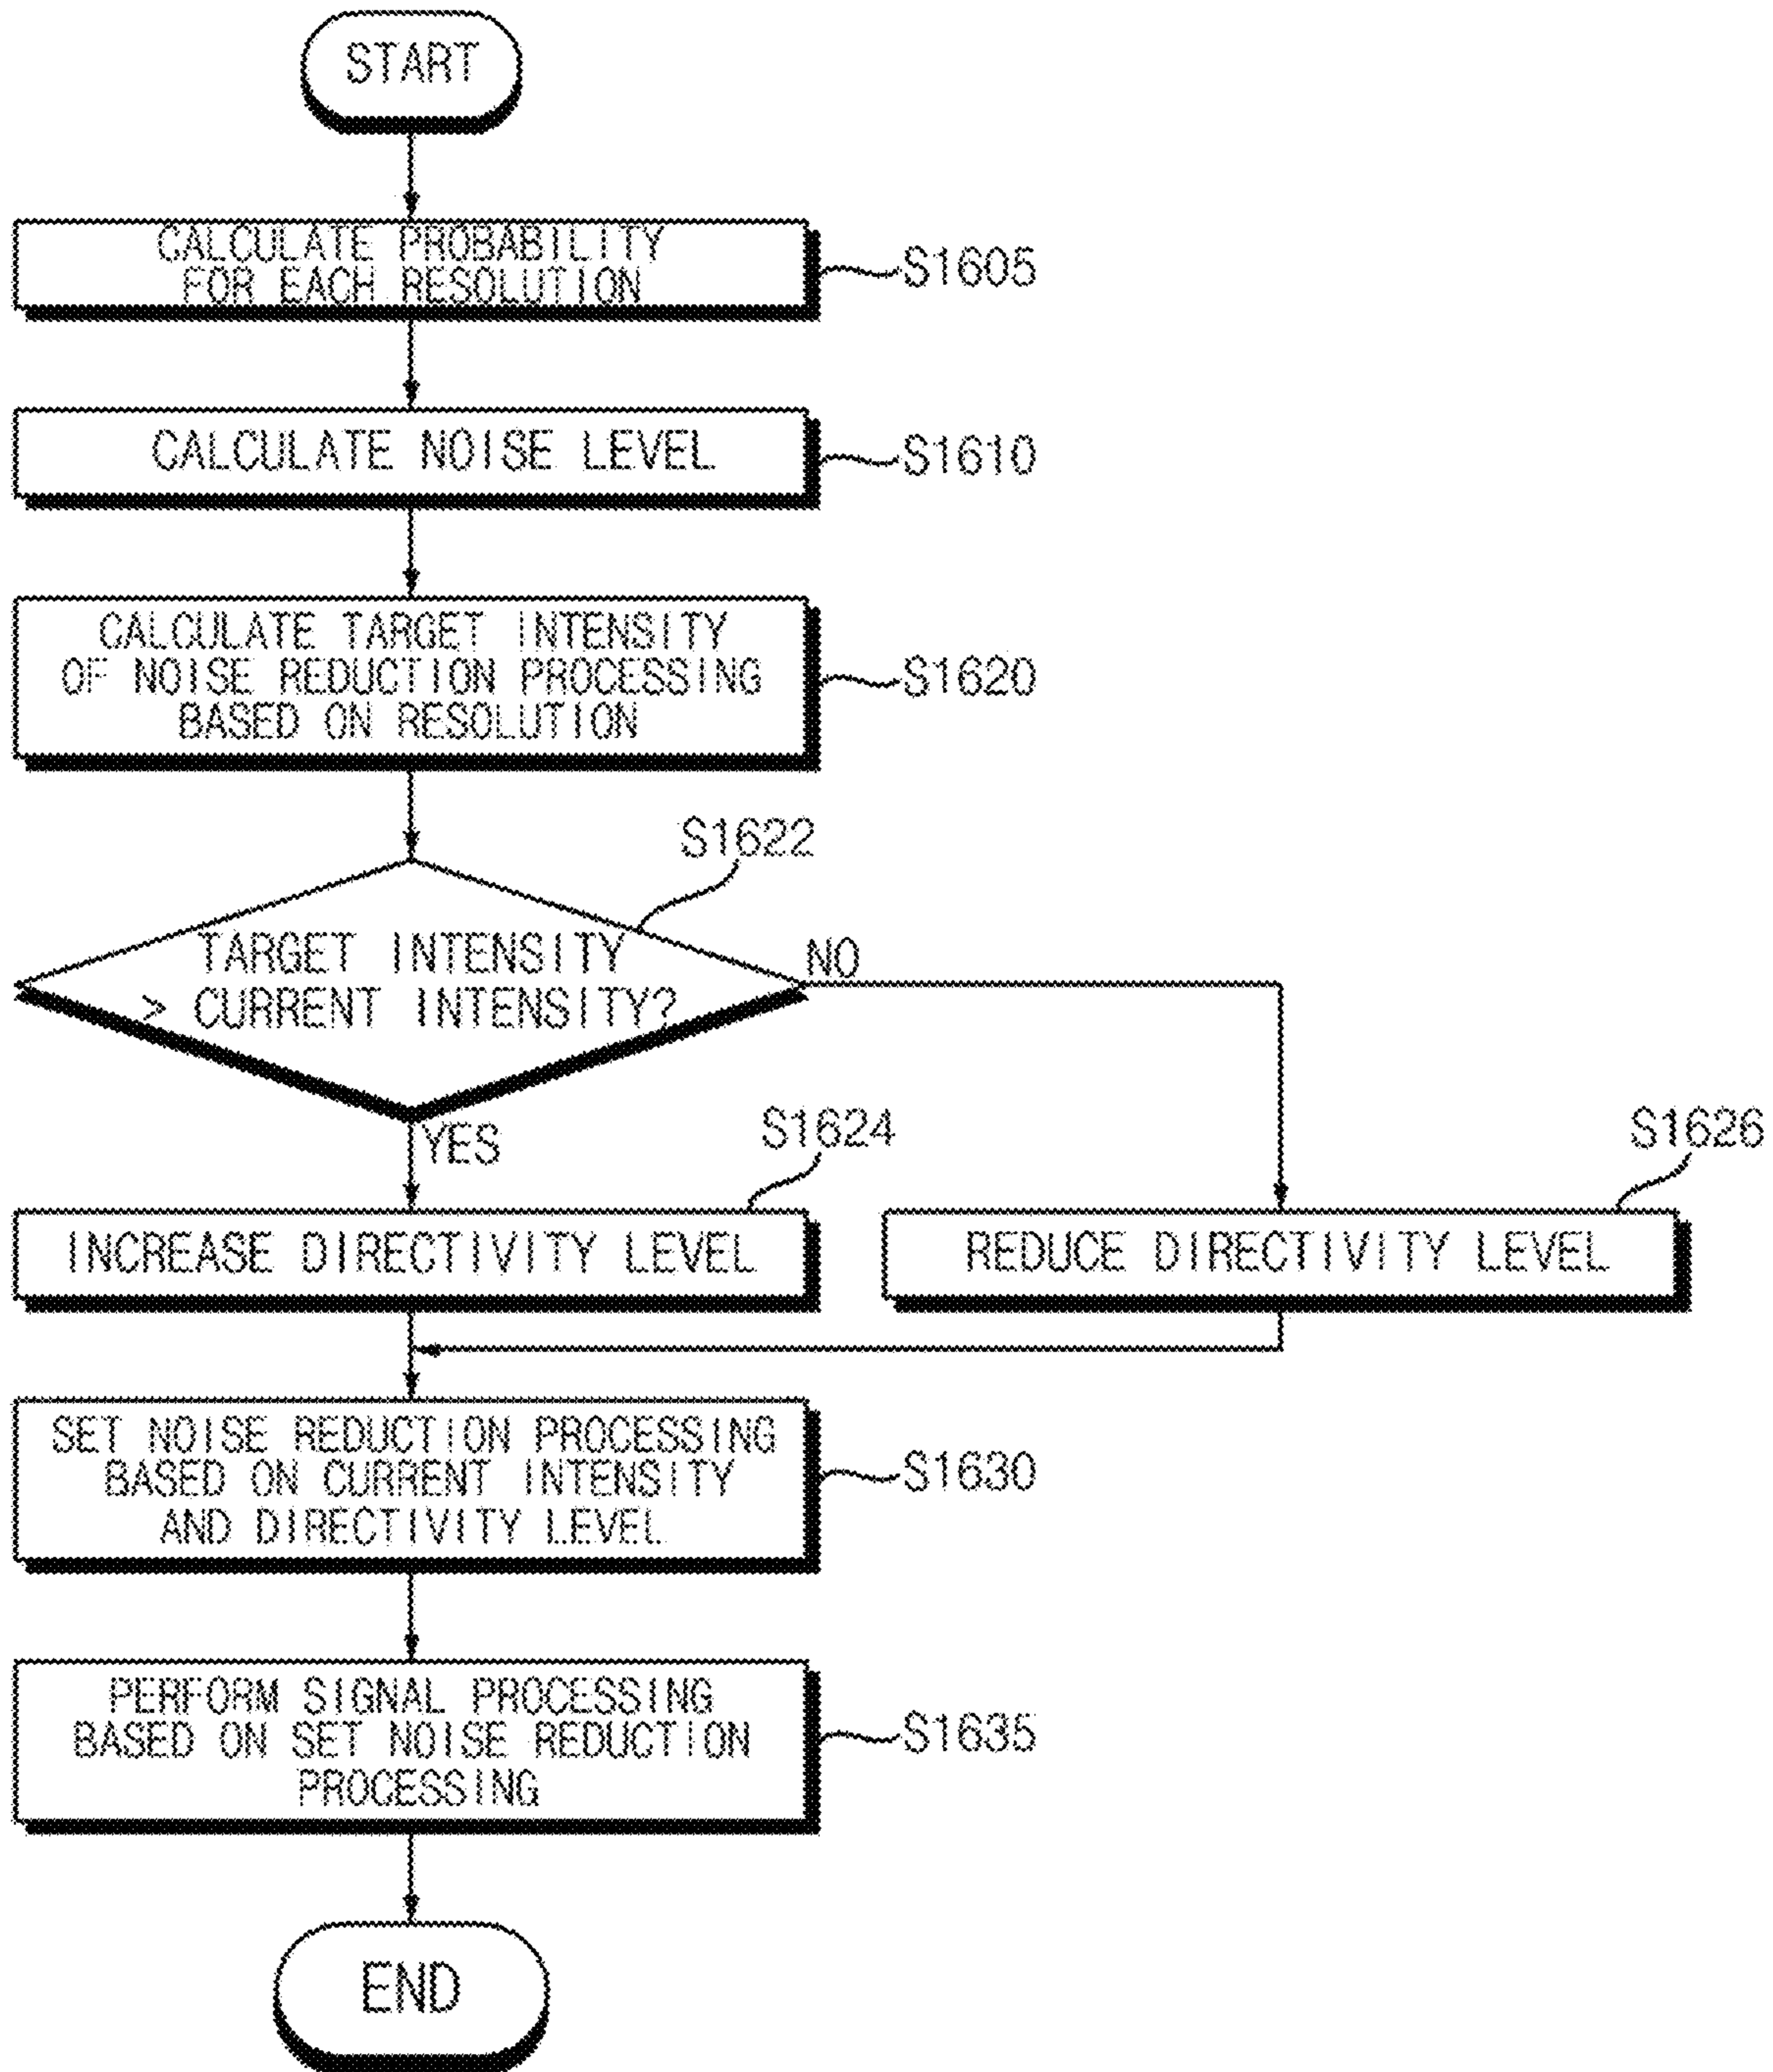 START
CALCULATE PROBABILITY
FOR EACH RESOLUTION
S1605
CALCULATE NOISE LEVEL
S1610
CALCULATE TARGET INTENSITY
OF NOISE REDUCTION PROCESSING
BASED ON RESOLUTION
S1620
S1622
TARGET INTENSITY
> CURRENT INTENSITY?
NO
YES
S1624
S1626
INCREASE DIRECTIVITY LEVEL
REDUCE DIRECTIVITY LEVEL
SET NOISE REDUCTION PROCESSING
BASED ON CURRENT INTENSITY
AND DIRECTIVITY LEVEL
S1630
PERFORM SIGNAL PROCESSING
BASED ON SET NOISE REDUCTION
PROCESSING
S1635
END